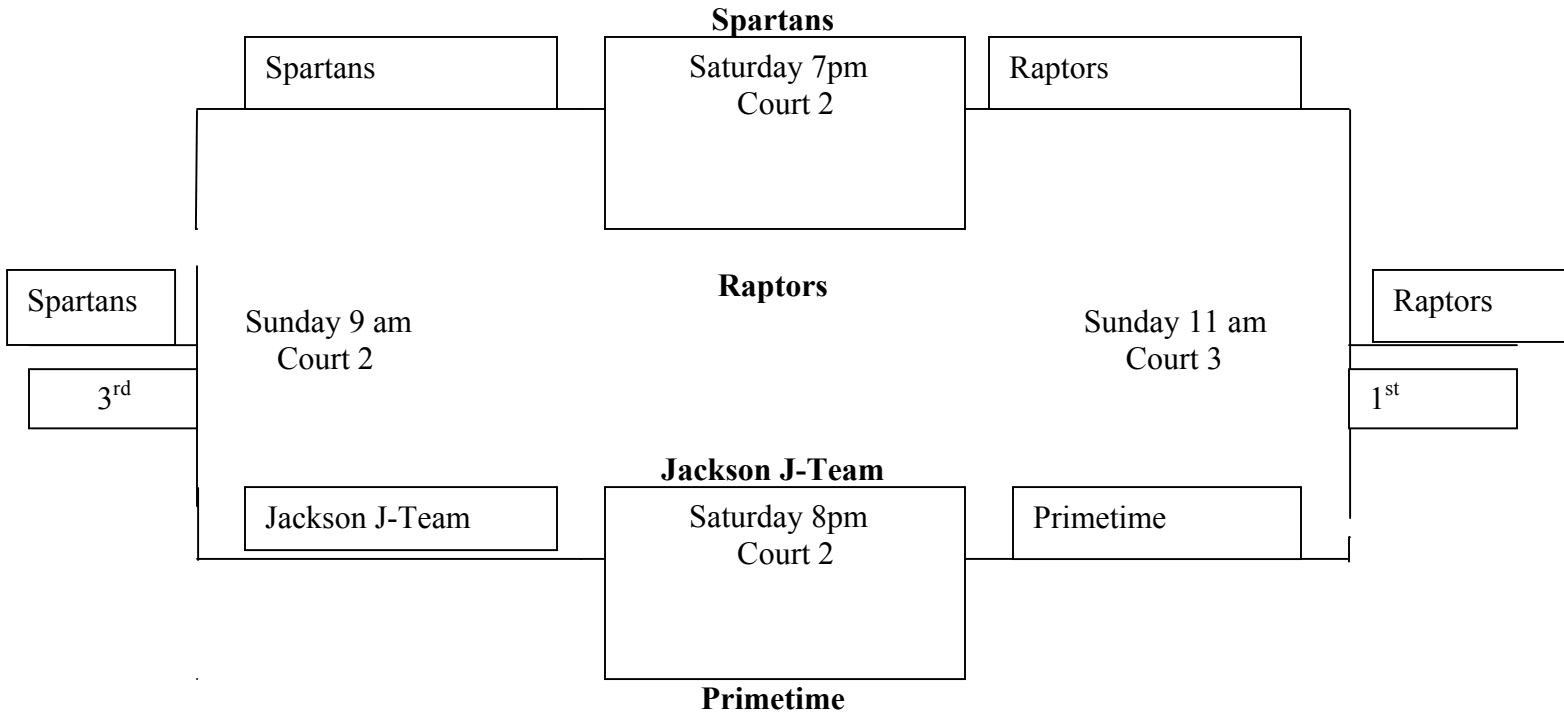 Spartans
Spartans
Saturday 7pm
Court 2
Raptors
Raptors
Spartans
Sunday 9 am
Court 2
Sunday 11 am
Court 3
Raptors
3rd
1st
Jackson J-Team
Jackson J-Team
Saturday 8pm
Court 2
Primetime
Primetime